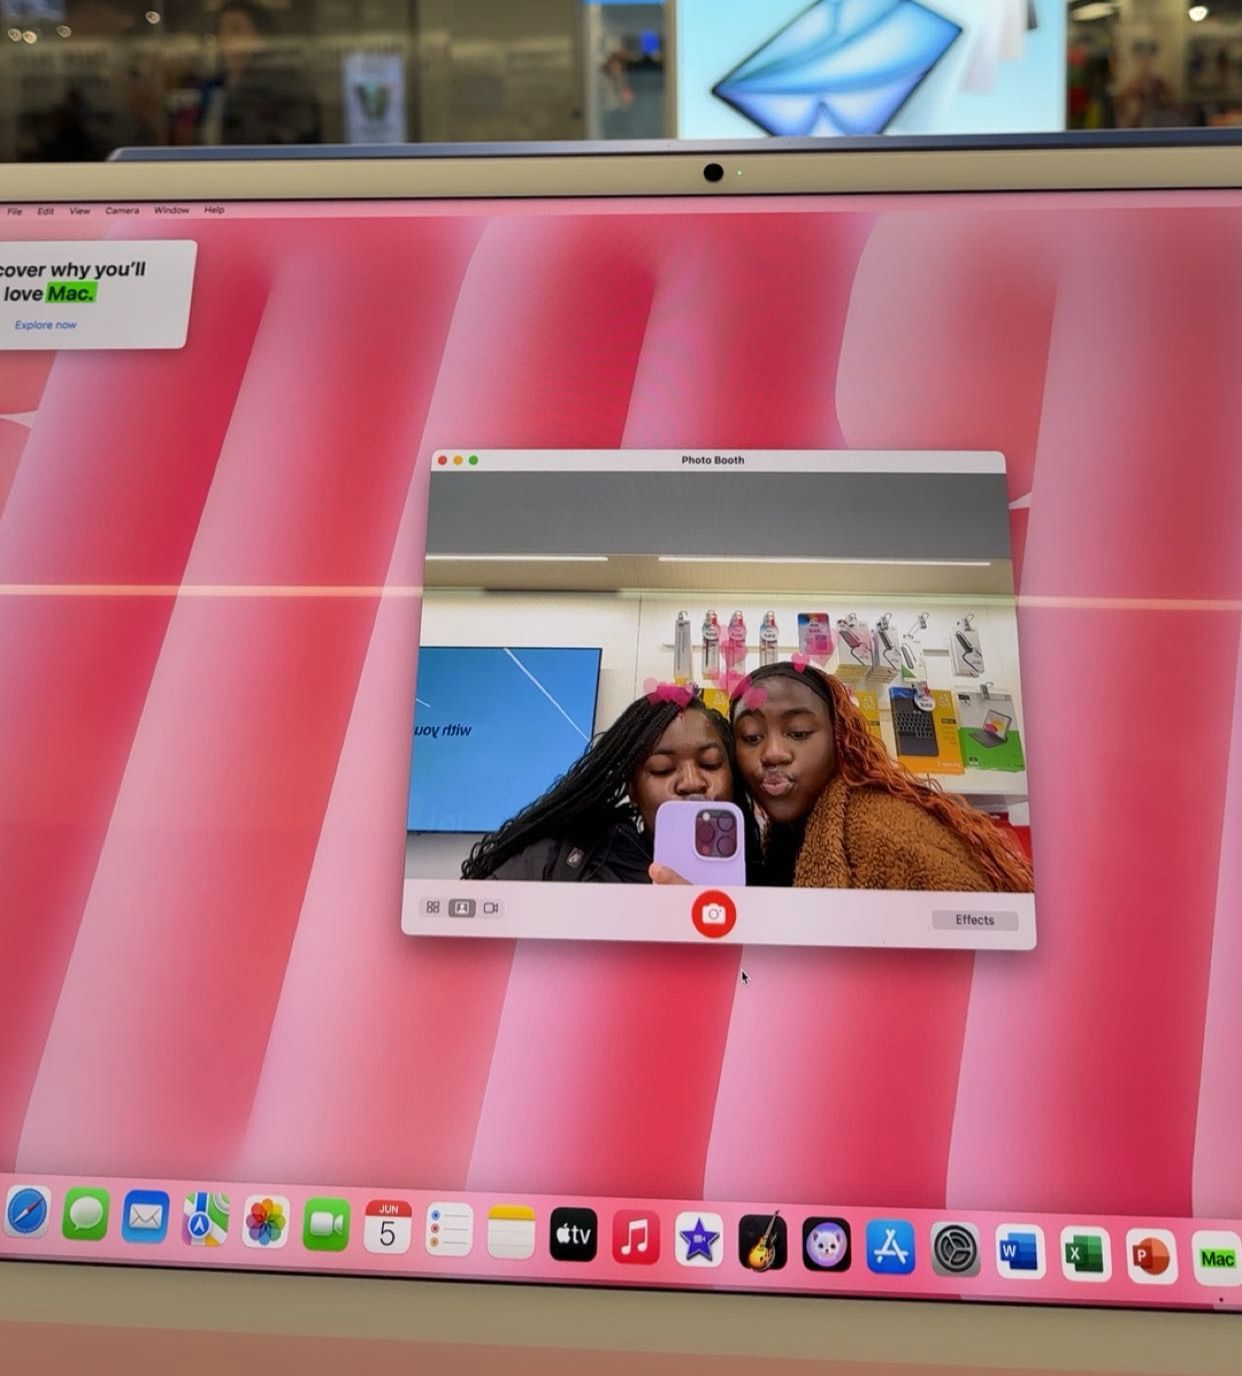 File Edit View Camera Window Help
cover why you'll
love Mac.
Explore now
Photo Booth
with you
Effects
JUN
5
tv
W
X
P
Mac